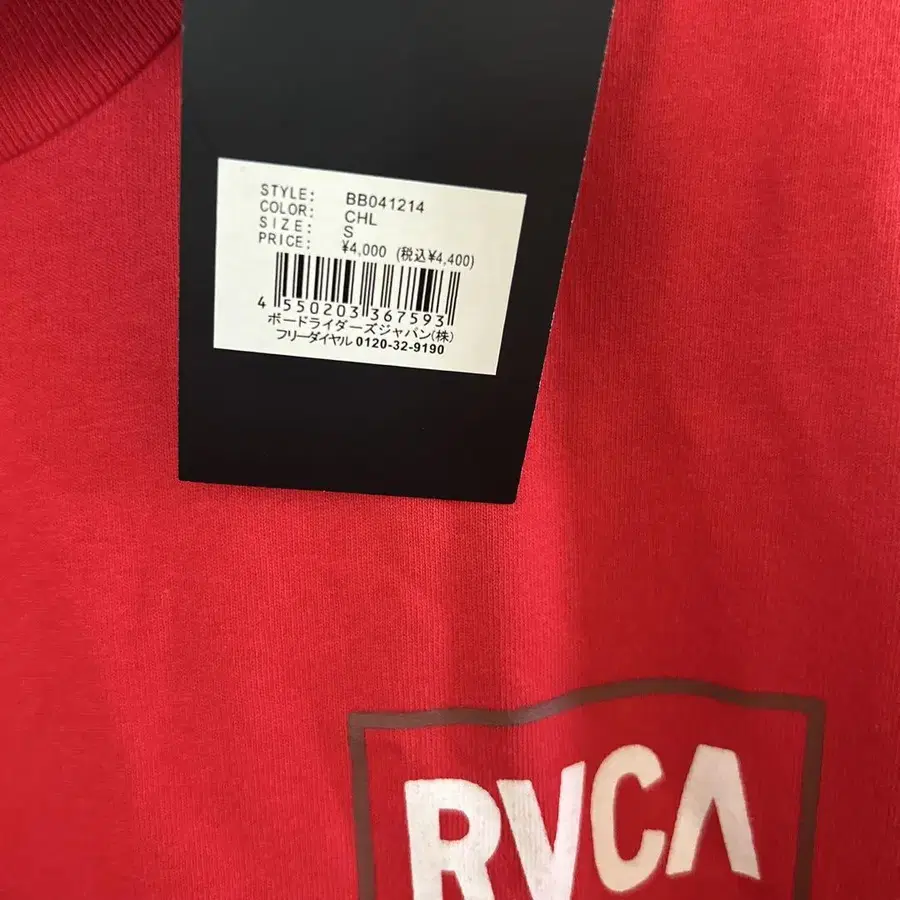 STYLE: BB041214
COLOR: CHL
SIZE: S
PRICE: ¥4,000 (税込¥4,400)
4 550203 367593
ボードライダーズジャパン(株)
フリーダイヤル 0120-32-9190
RVCA